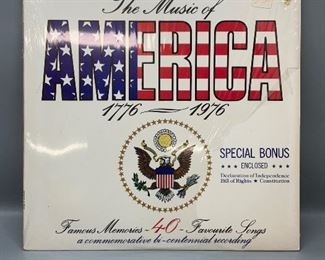 The Music of
AMERICA
1776 — 1976
SPECIAL BONUS
★ ENCLOSED ★
Declaration of Independence
Bill of Rights ★ Constitution
Famous Memories - 40 - Favourite Songs
a commemorative bi-centennial recording